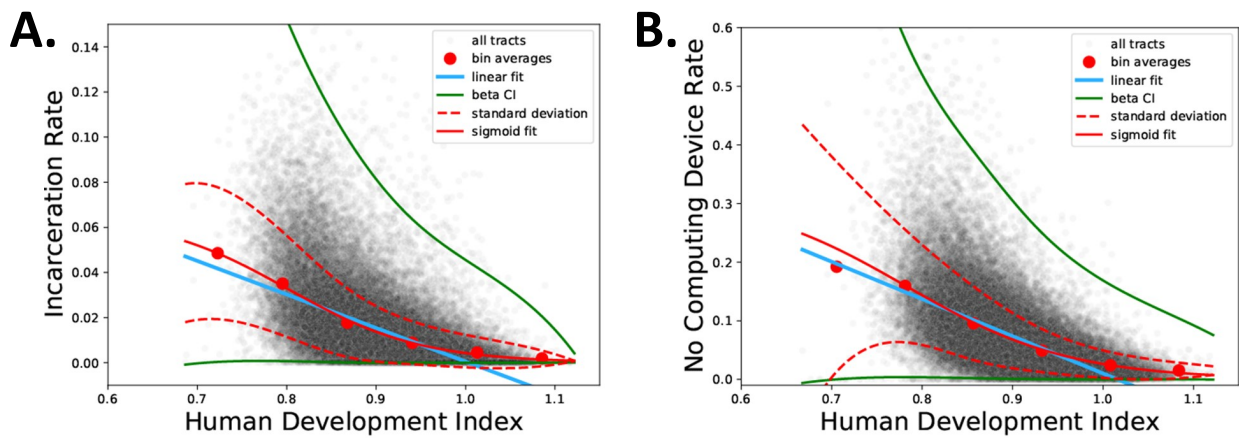 A.
Incarceration Rate
0.14
0.12
0.10
0.08
0.06
0.04
0.02
0.00
all tracts
bin averages
linear fit
beta CI
standard deviation
sigmoid fit
0.6 0.7 0.8 0.9 1.0 1.1
Human Development Index
B.
No Computing Device Rate
0.6
0.5
0.4
0.3
0.2
0.1
0.0
all tracts
bin averages
linear fit
beta CI
standard deviation
sigmoid fit
0.6 0.7 0.8 0.9 1.0 1.1
Human Development Index